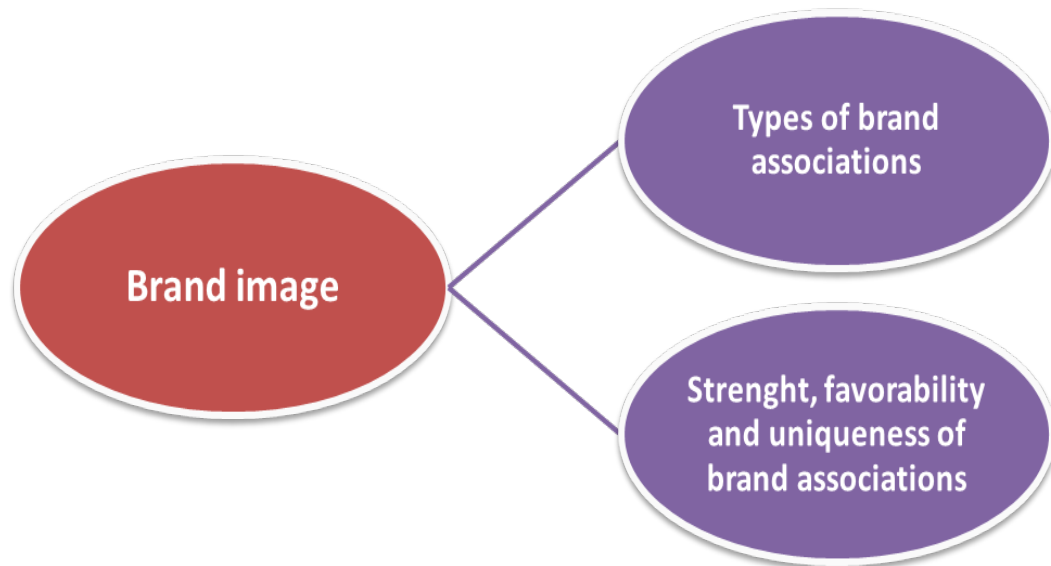 Brand image
Types of brand
associations
Strenght, favorability
and uniqueness of
brand associations